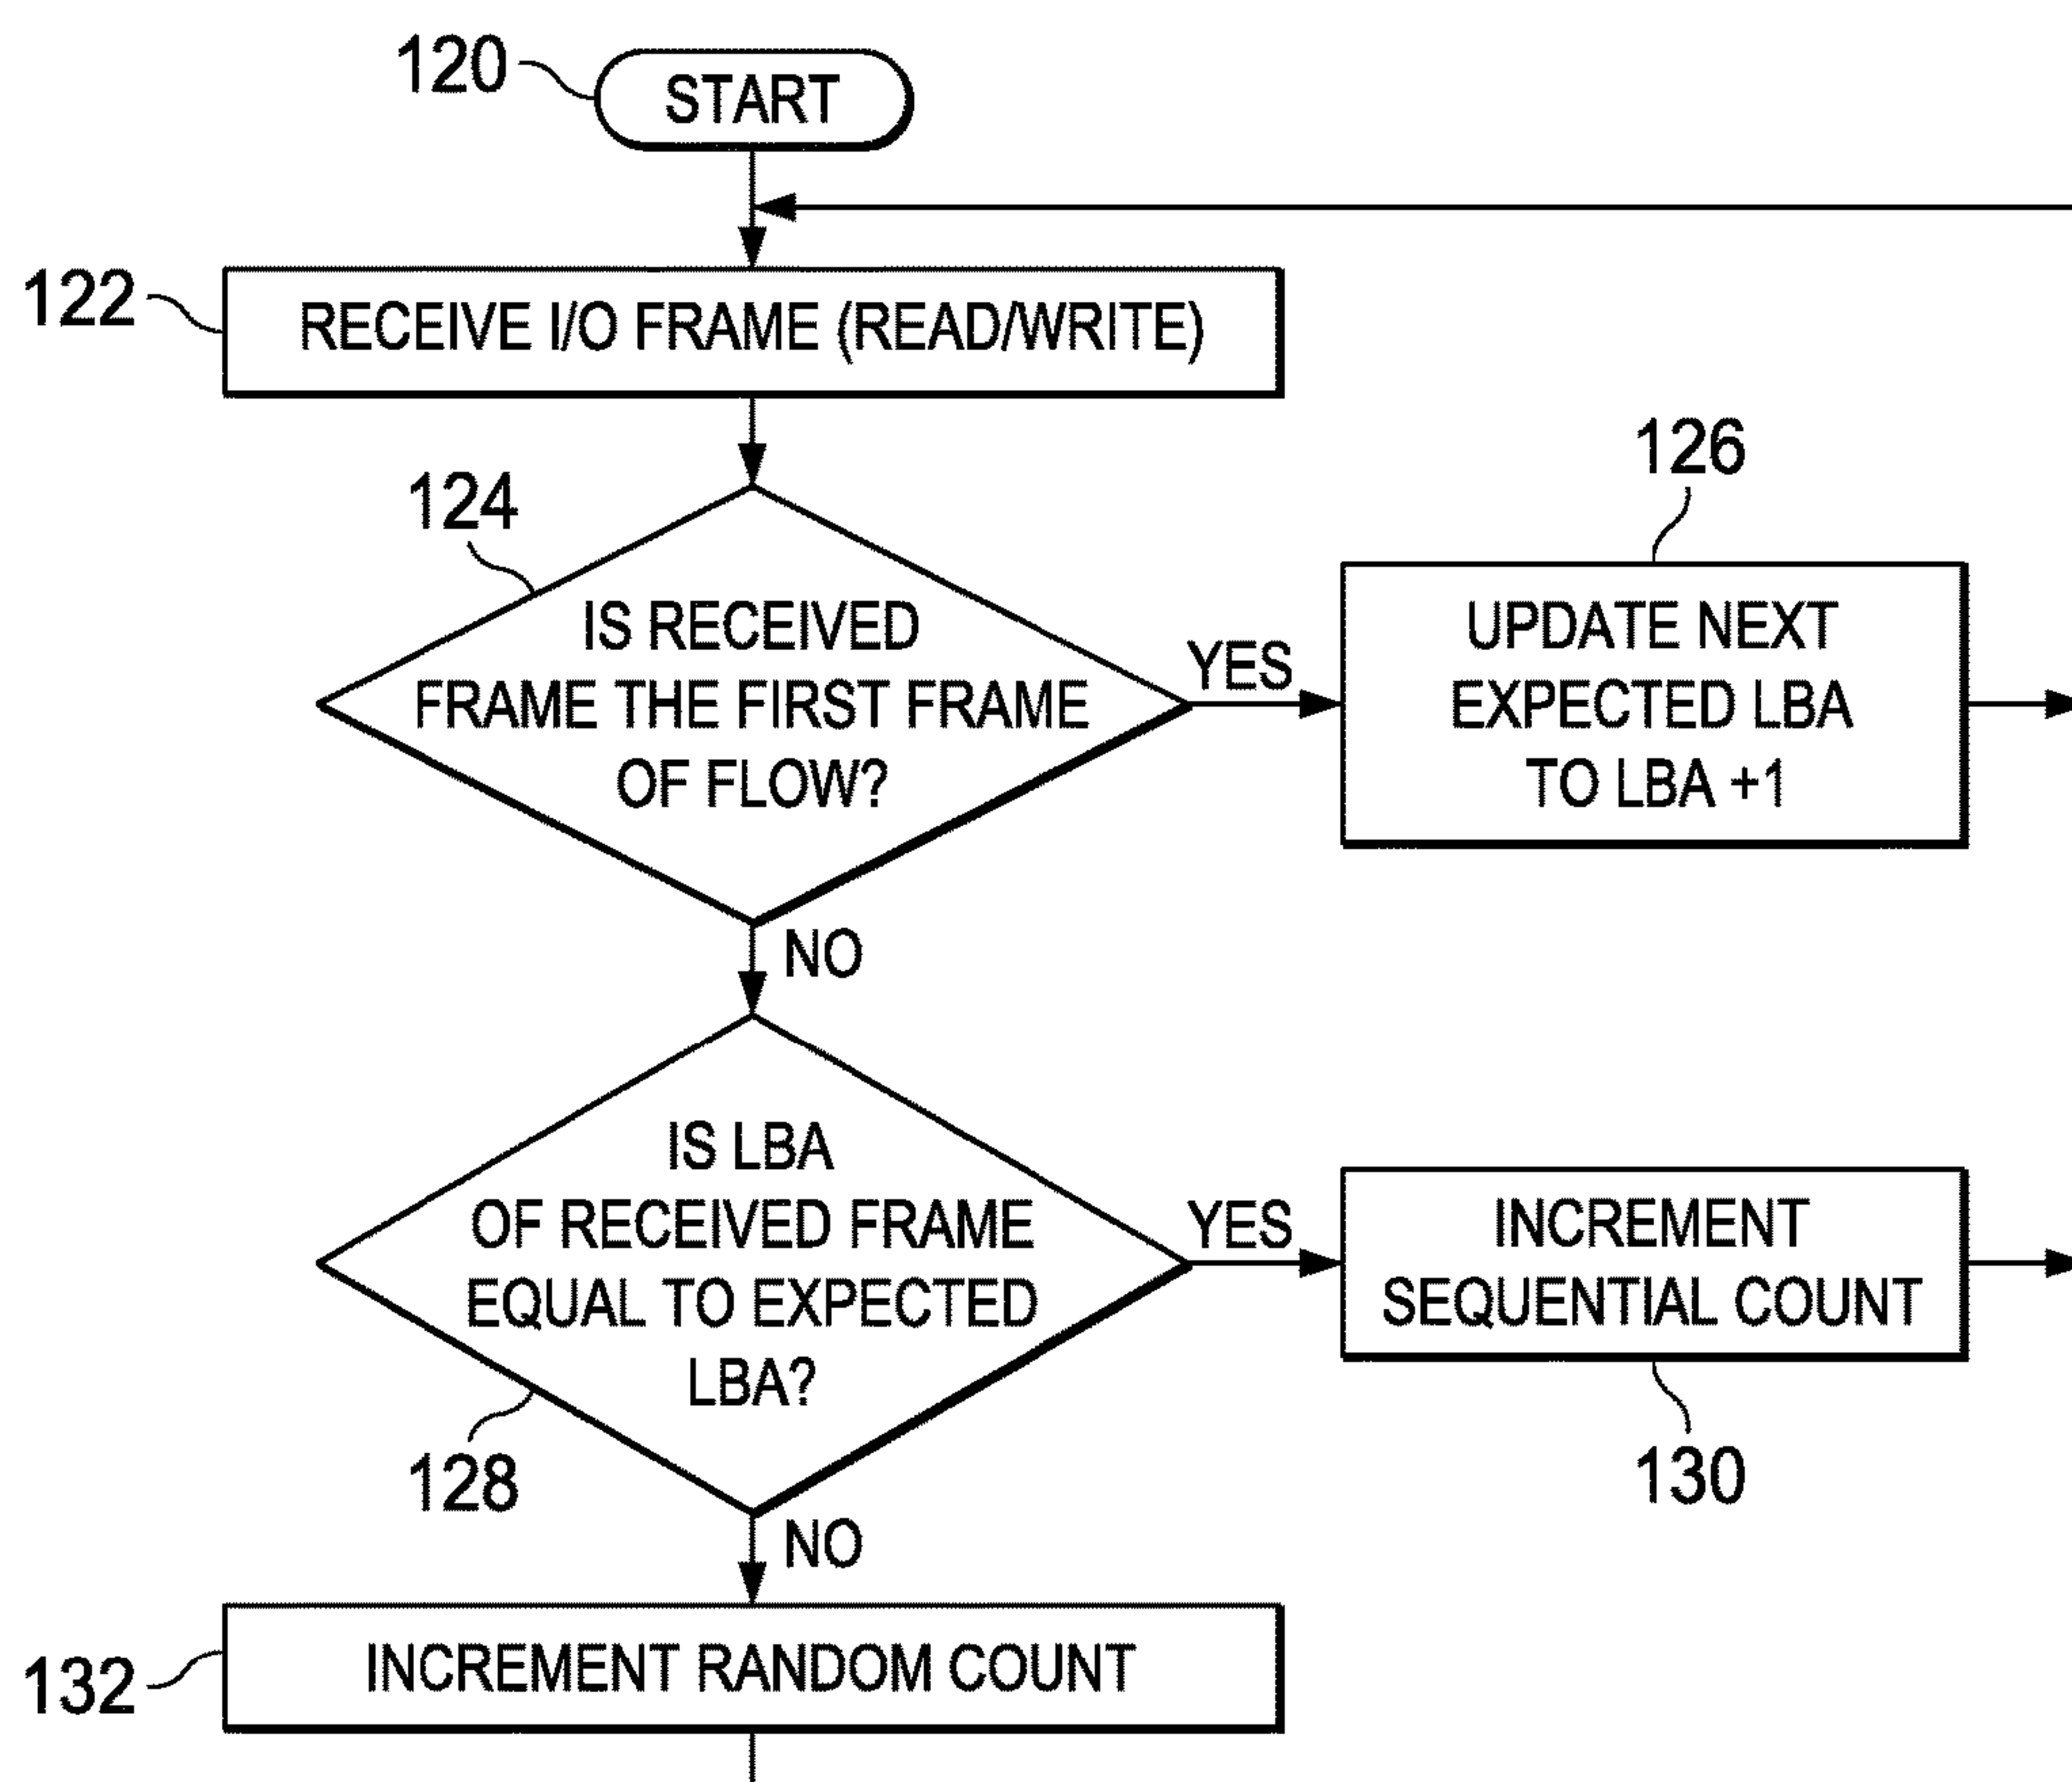 120
START
122
RECEIVE I/O FRAME (READ/WRITE)
124
IS RECEIVED
FRAME THE FIRST FRAME
OF FLOW?
YES
126
UPDATE NEXT
EXPECTED LBA
TO LBA +1
NO
IS LBA
OF RECEIVED FRAME
EQUAL TO EXPECTED
LBA?
128
YES
INCREMENT
SEQUENTIAL COUNT
130
NO
132
INCREMENT RANDOM COUNT